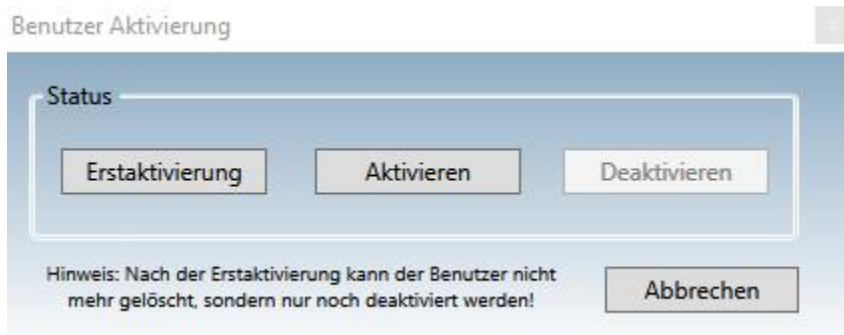 Benutzer Aktivierung
Status
Erstaktivierung Aktivieren Deaktivieren
Hinweis: Nach der Erstaktivierung kann der Benutzer nicht
mehr gelöscht, sondern nur noch deaktiviert werden!
Abbrechen